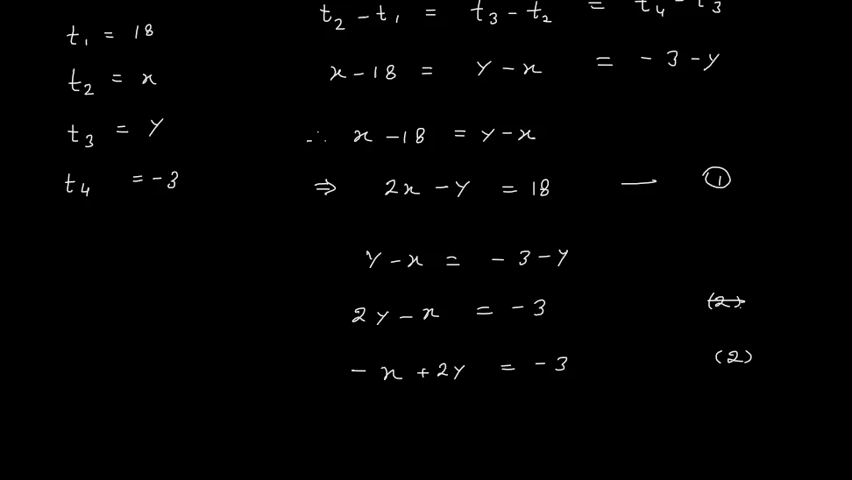 t₂ - t₁ = t₃ - t₂ = t₄ - t₃
t₁ = 18
x - 18 = y - x = - 3 - y
t₂ = x
t₃ = y
∴ x - 18 = y - x
t₄ = - 3
⇒ 2x - y = 18 — ①
y - x = - 3 - y
2y - x = - 3 (2)
- x + 2y = - 3 (2)